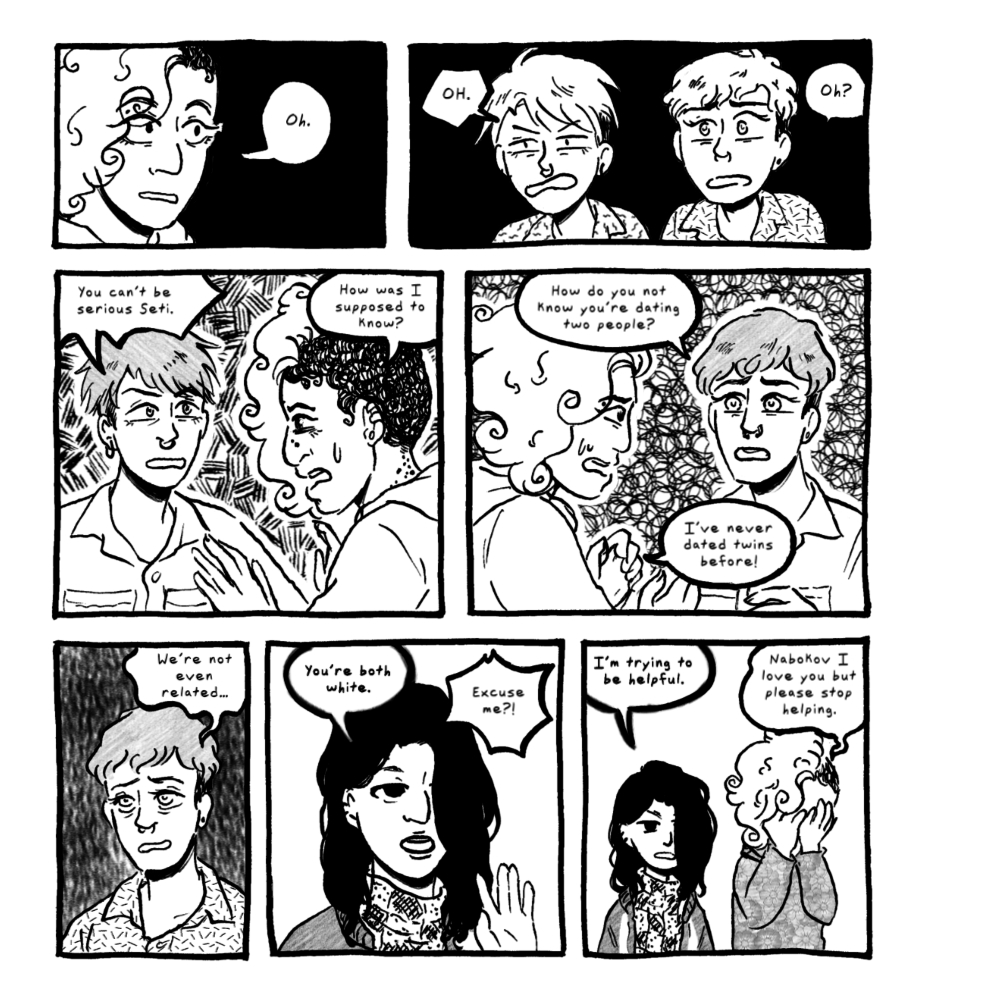 Oh.
OH.
Oh?
You can't be
serious Seti.
How was I
supposed to
know?
How do you not
know you're dating
two people?
I've never
dated twins
before!
We're not
even
related...
You're both
white.
Excuse
me?!
I'm trying to
be helpful.
Nabokov I
love you but
please stop
helping.